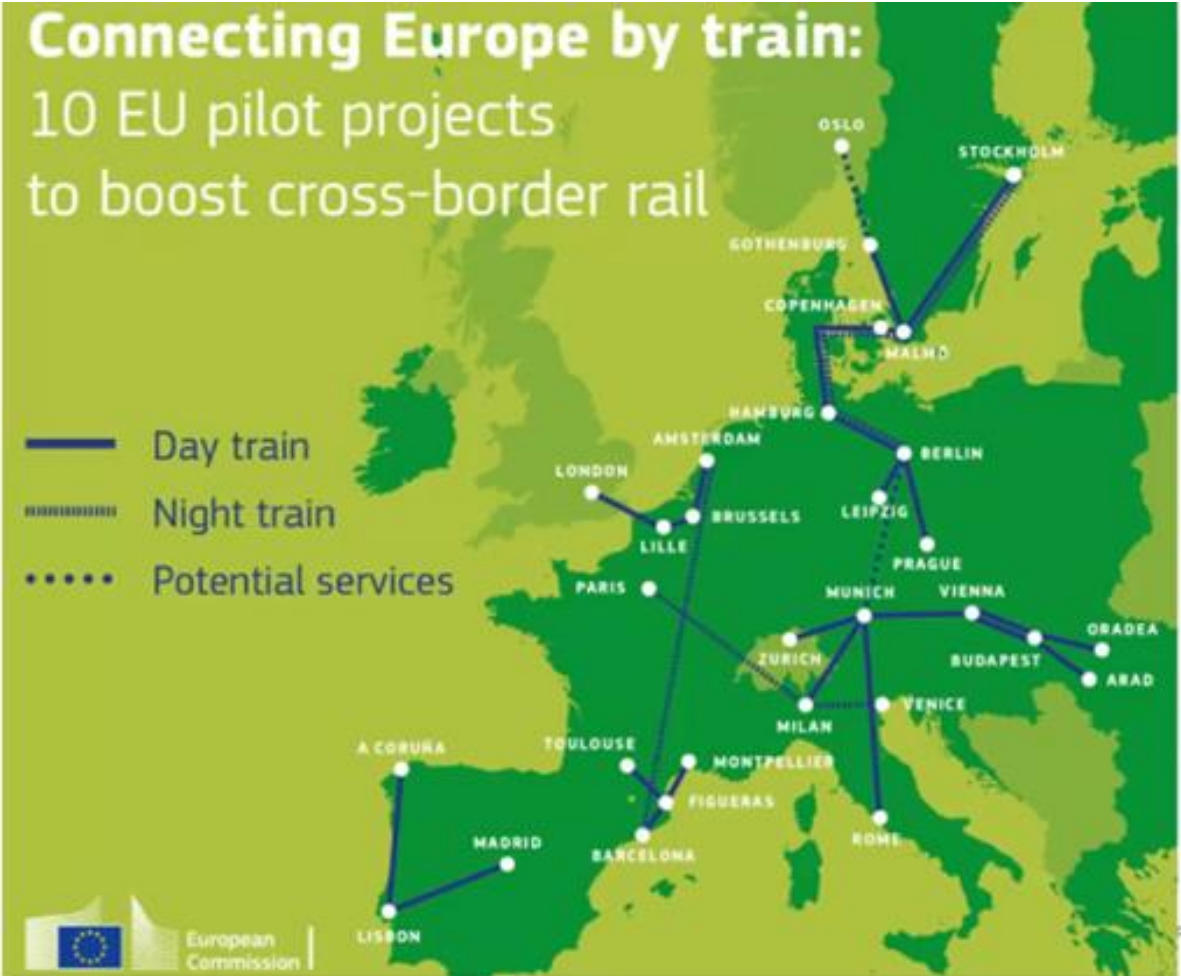 Connecting Europe by train:
10 EU pilot projects
to boost cross-border rail
OSLO
STOCKHOLM
GOTHENBURG
COPENHAGEN
MALMÖ
HAMBURG
AMSTERDAM
BERLIN
LONDON
LEIPZIG
BRUSSELS
LILLE
PRAGUE
PARIS
MUNICH
VIENNA
ORADEA
ZURICH
BUDAPEST
ARAD
VENICE
MILAN
A CORUÑA
TOULOUSE
MONTPELLIER
FIGUERAS
MADRID
BARCELONA
ROME
LISBON
Day train
Night train
Potential services
European
Commission